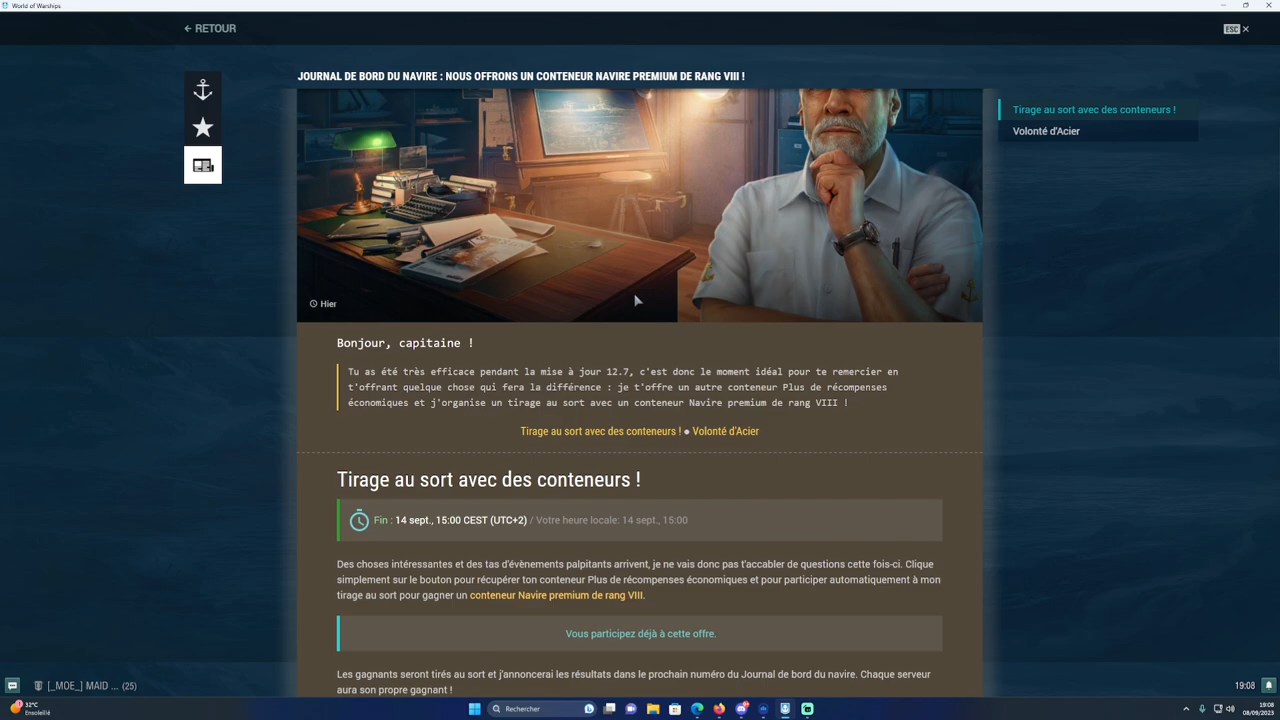 World of Warships
← RETOUR
ESC ×
JOURNAL DE BORD DU NAVIRE : NOUS OFFRONS UN CONTENEUR NAVIRE PREMIUM DE RANG VIII !
Tirage au sort avec des conteneurs !
Volonté d'Acier
Hier
Bonjour, capitaine !
Tu as été très efficace pendant la mise à jour 12.7, c'est donc le moment idéal pour te remercier en
t'offrant quelque chose qui fera la différence : je t'offre un autre conteneur Plus de récompenses
économiques et j'organise un tirage au sort avec un conteneur Navire premium de rang VIII !
Tirage au sort avec des conteneurs ! ● Volonté d'Acier
Tirage au sort avec des conteneurs !
Fin : 14 sept., 15:00 CEST (UTC+2) / Votre heure locale: 14 sept., 15:00
Des choses intéressantes et des tas d'évènements palpitants arrivent, je ne vais donc pas t'accabler de questions cette fois-ci. Clique
simplement sur le bouton pour récupérer ton conteneur Plus de récompenses économiques et pour participer automatiquement à mon
tirage au sort pour gagner un conteneur Navire premium de rang VIII.
Vous participez déjà à cette offre.
Les gagnants seront tirés au sort et j'annoncerai les résultats dans le prochain numéro du Journal de bord du navire. Chaque serveur
aura son propre gagnant !
[_MOE_] MAID ... (25)
19:08
32°C
Ensoleillé
Rechercher
19:08
08/09/2023